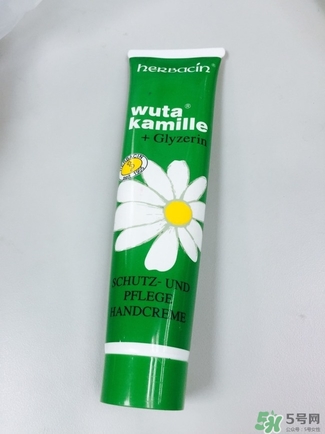 herbacin
wuta®
kamille
+ Glyzerin
SCHUTZ- UND
PFLEGE
HANDCREME
5号网